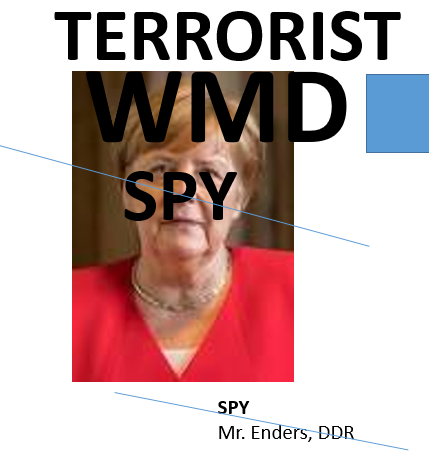 TERRORIST
WMD
SPY
SPY
Mr. Enders, DDR